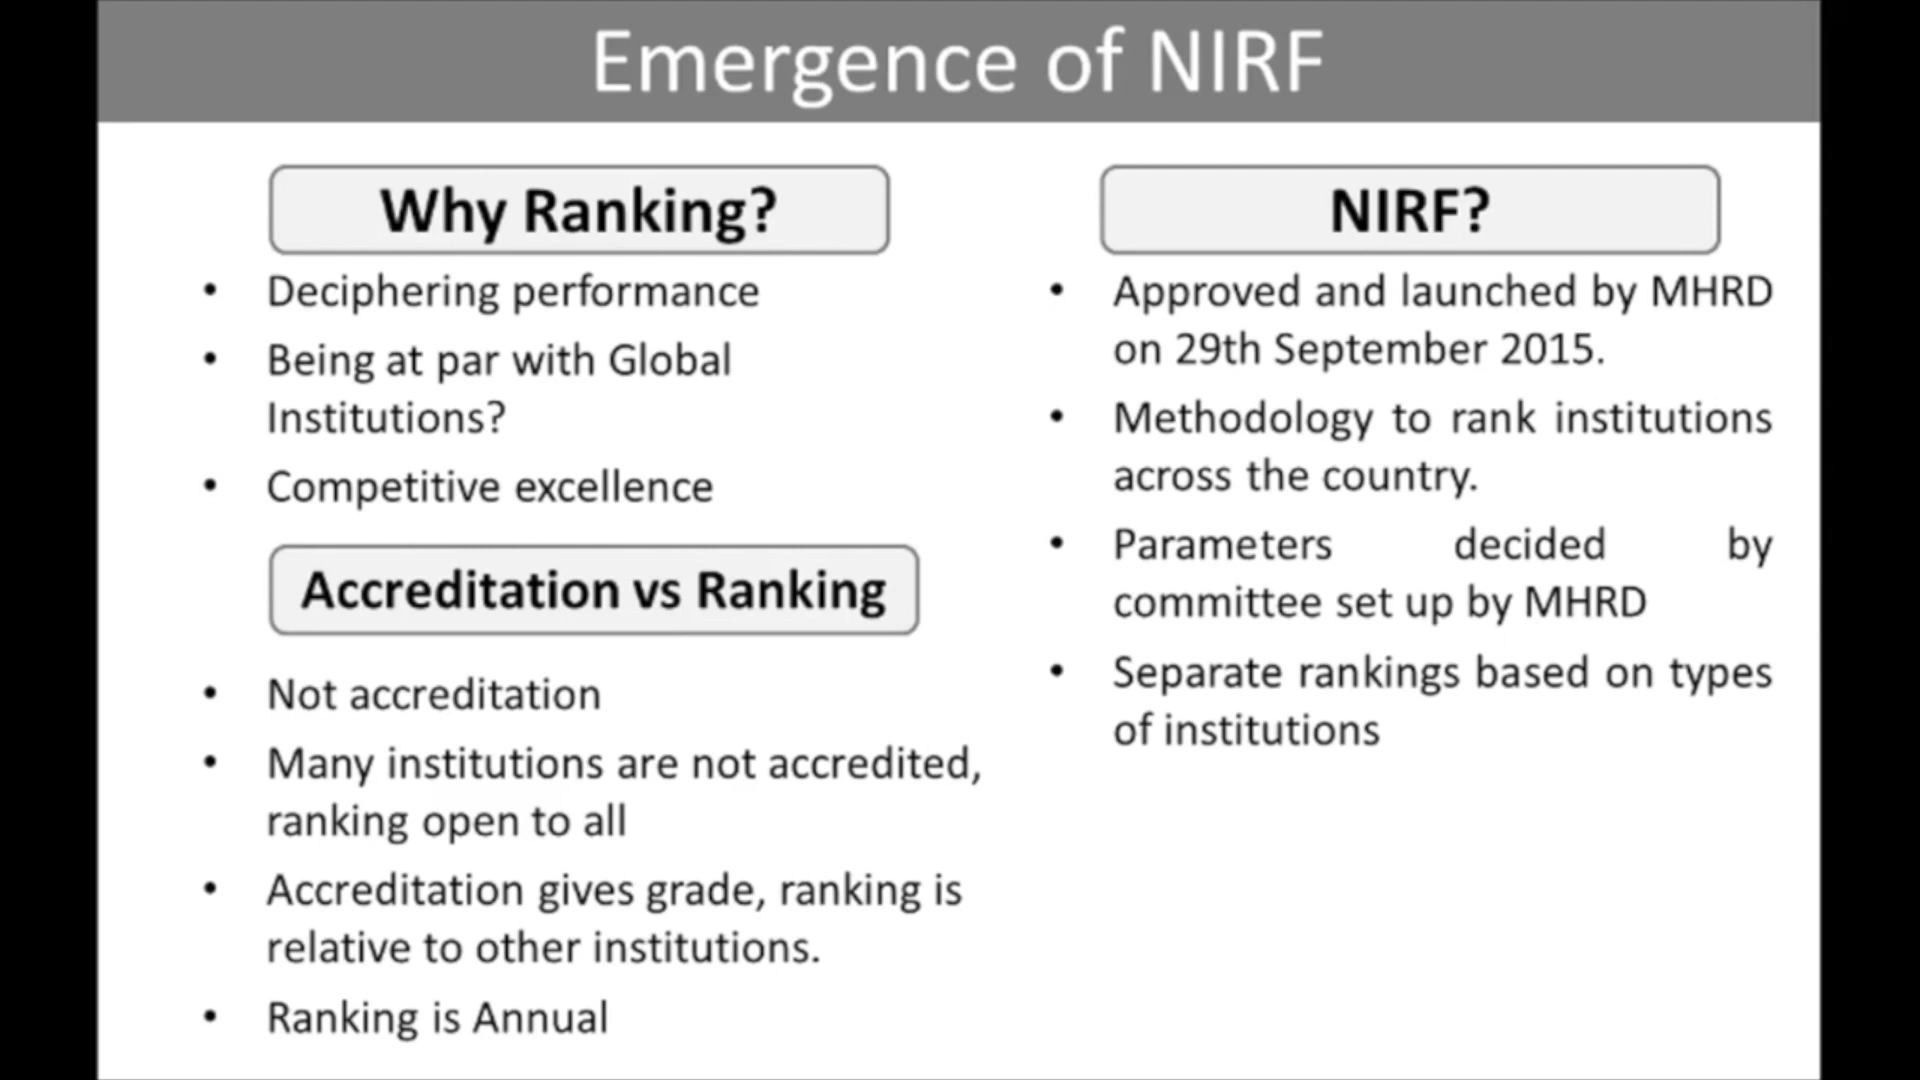 Emergence of NIRF
Why Ranking?
• Deciphering performance
• Being at par with Global
Institutions?
• Competitive excellence
Accreditation vs Ranking
• Not accreditation
• Many institutions are not accredited,
ranking open to all
• Accreditation gives grade, ranking is
relative to other institutions.
• Ranking is Annual
NIRF?
• Approved and launched by MHRD
on 29th September 2015.
• Methodology to rank institutions
across the country.
• Parameters decided by
committee set up by MHRD
• Separate rankings based on types
of institutions